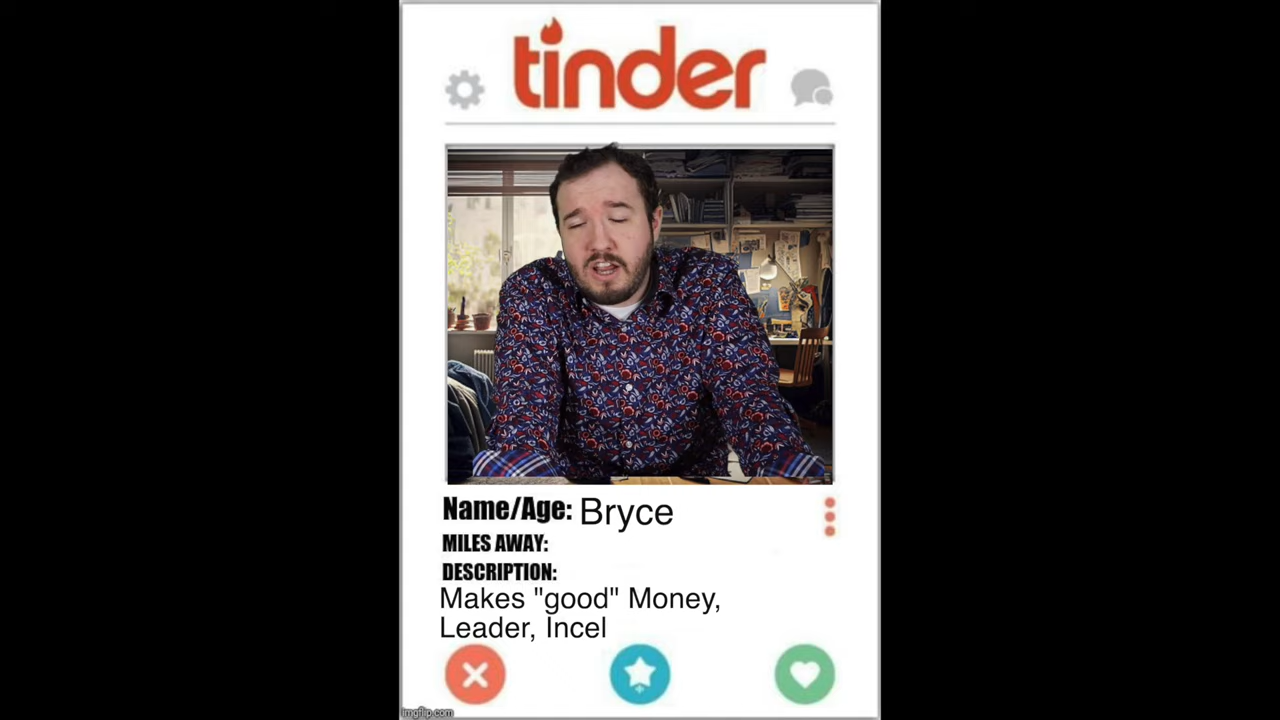 tinder
Name/Age: Bryce
MILES AWAY:
DESCRIPTION:
Makes "good" Money,
Leader, Incel
imgflip.com